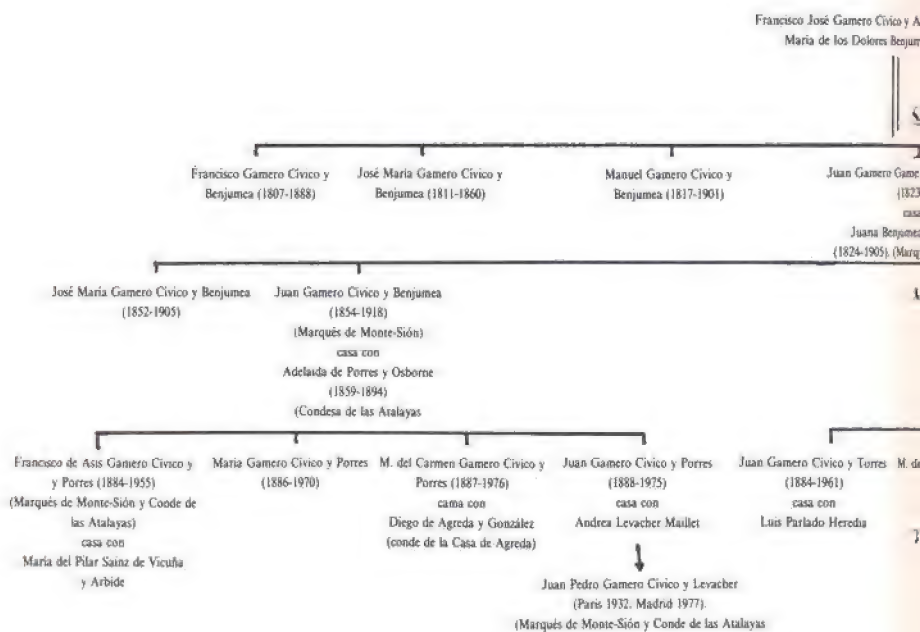 Francisco José Gamero Cívico y A
María de los Dolores Benjum
Francisco Gamero Cívico y
Benjumea (1807-1888)
José María Gamero Cívico y
Benjumea (1811-1860)
Manuel Gamero Cívico y
Benjumea (1817-1901)
Juan Gamero Game
(1823
casa
Juana Benjumea
(1824-1905). (Marq
José María Gamero Cívico y Benjumea
(1852-1905)
Juan Gamero Cívico y Benjumea
(1854-1918)
(Marqués de Monte-Sión)
casa con
Adelaida de Porres y Osborne
(1859-1894)
(Condesa de las Atalayas
Francisco de Asís Gamero Cívico y
y Porres (1884-1955)
(Marqués de Monte-Sión y Conde de
las Atalayas)
casa con
María del Pilar Sainz de Vicuña
y Arbide
María Gamero Cívico y Porres
(1886-1970)
M. del Carmen Gamero Cívico y
Porres (1887-1976)
cama con
Diego de Agreda y González
(conde de la Casa de Agreda)
Juan Gamero Cívico y Porres
(1888-1975)
casa con
Andrea Levacher Maillet
Juan Pedro Gamero Cívico y Levacher
(París 1932. Madrid 1977).
(Marqués de Monte-Sión y Conde de las Atalayas
Juan Gamero Cívico y Torres
(1884-1961)
casa con
Luis Parlado Heredia
M. de